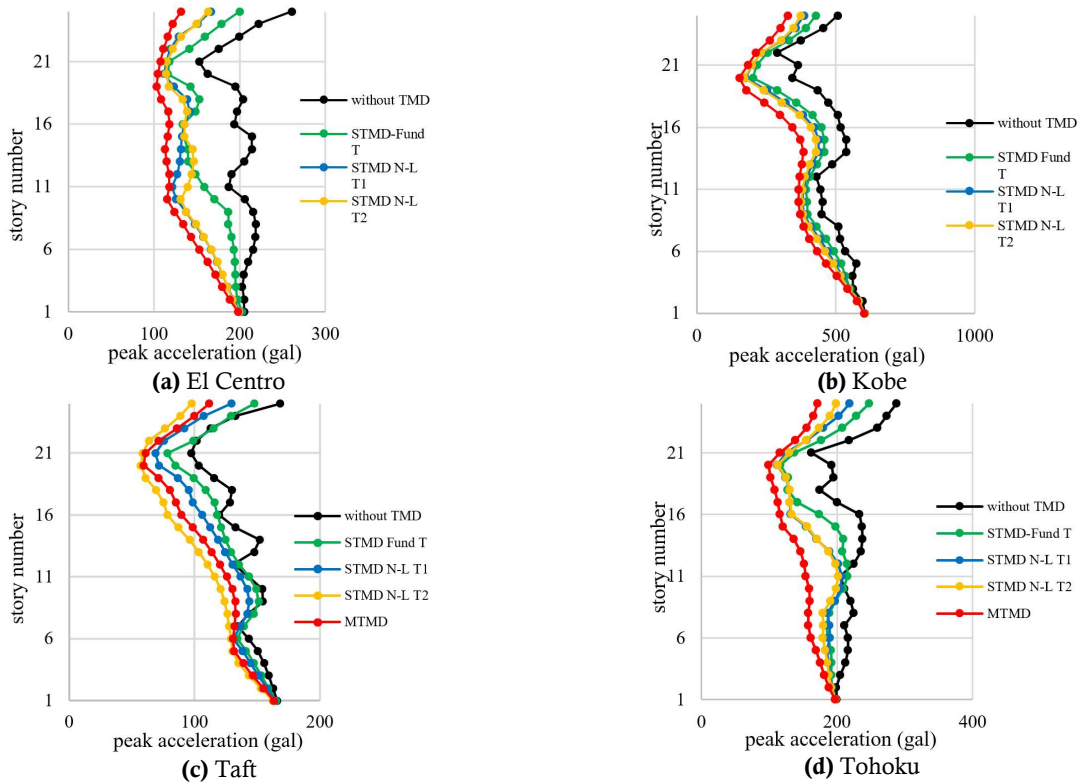 21
16
11
6
1
story number
0
100
200
300
peak acceleration (gal)
without TMD
STMD-Fund
T
STMD N-L
T1
STMD N-L
T2
(a) El Centro
21
16
11
6
1
story number
0
500
1000
peak acceleration (gal)
without TMD
STMD Fund
T
STMD N-L
T1
STMD N-L
T2
(b) Kobe
21
16
11
6
1
story number
0
100
200
peak acceleration (gal)
without TMD
STMD Fund T
STMD N-L T1
STMD N-L T2
MTMD
(c) Taft
21
16
11
6
1
story number
0
200
400
peak acceleration (gal)
without TMD
STMD-Fund T
STMD N-L T1
STMD N-L T2
MTMD
(d) Tohoku